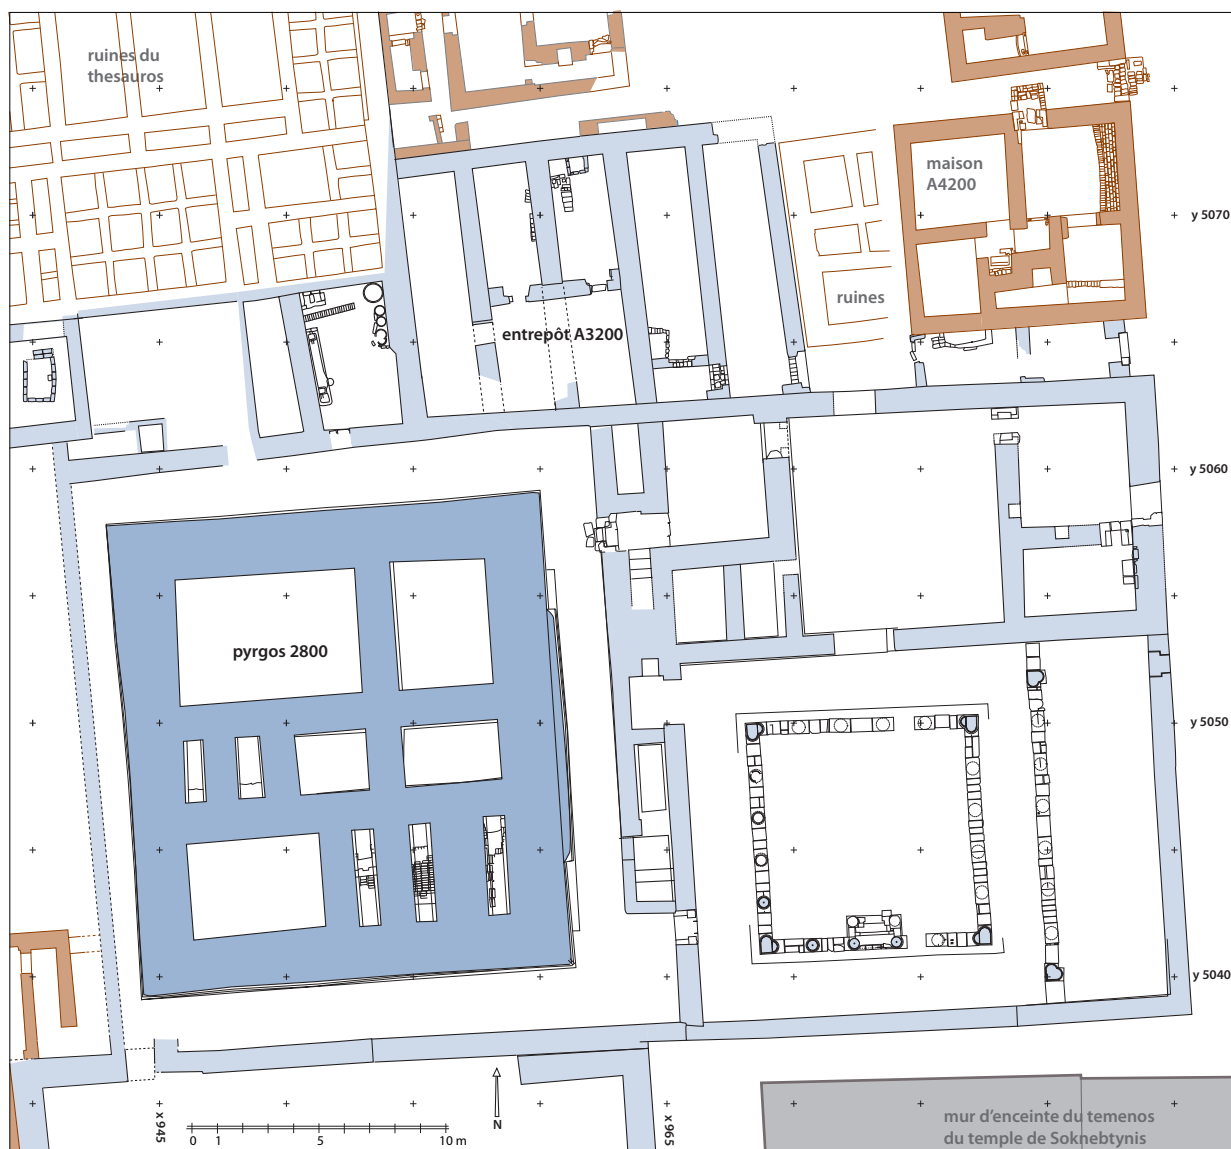 ruines du
thesauros
maison
A4200
y 5070
ruines
entrepôt A3200
y 5060
pyrgos 2800
y 5050
y 5040
x 945
x 965
N
0 1 5 10 m
mur d'enceinte du temenos
du temple de Soknebtynis